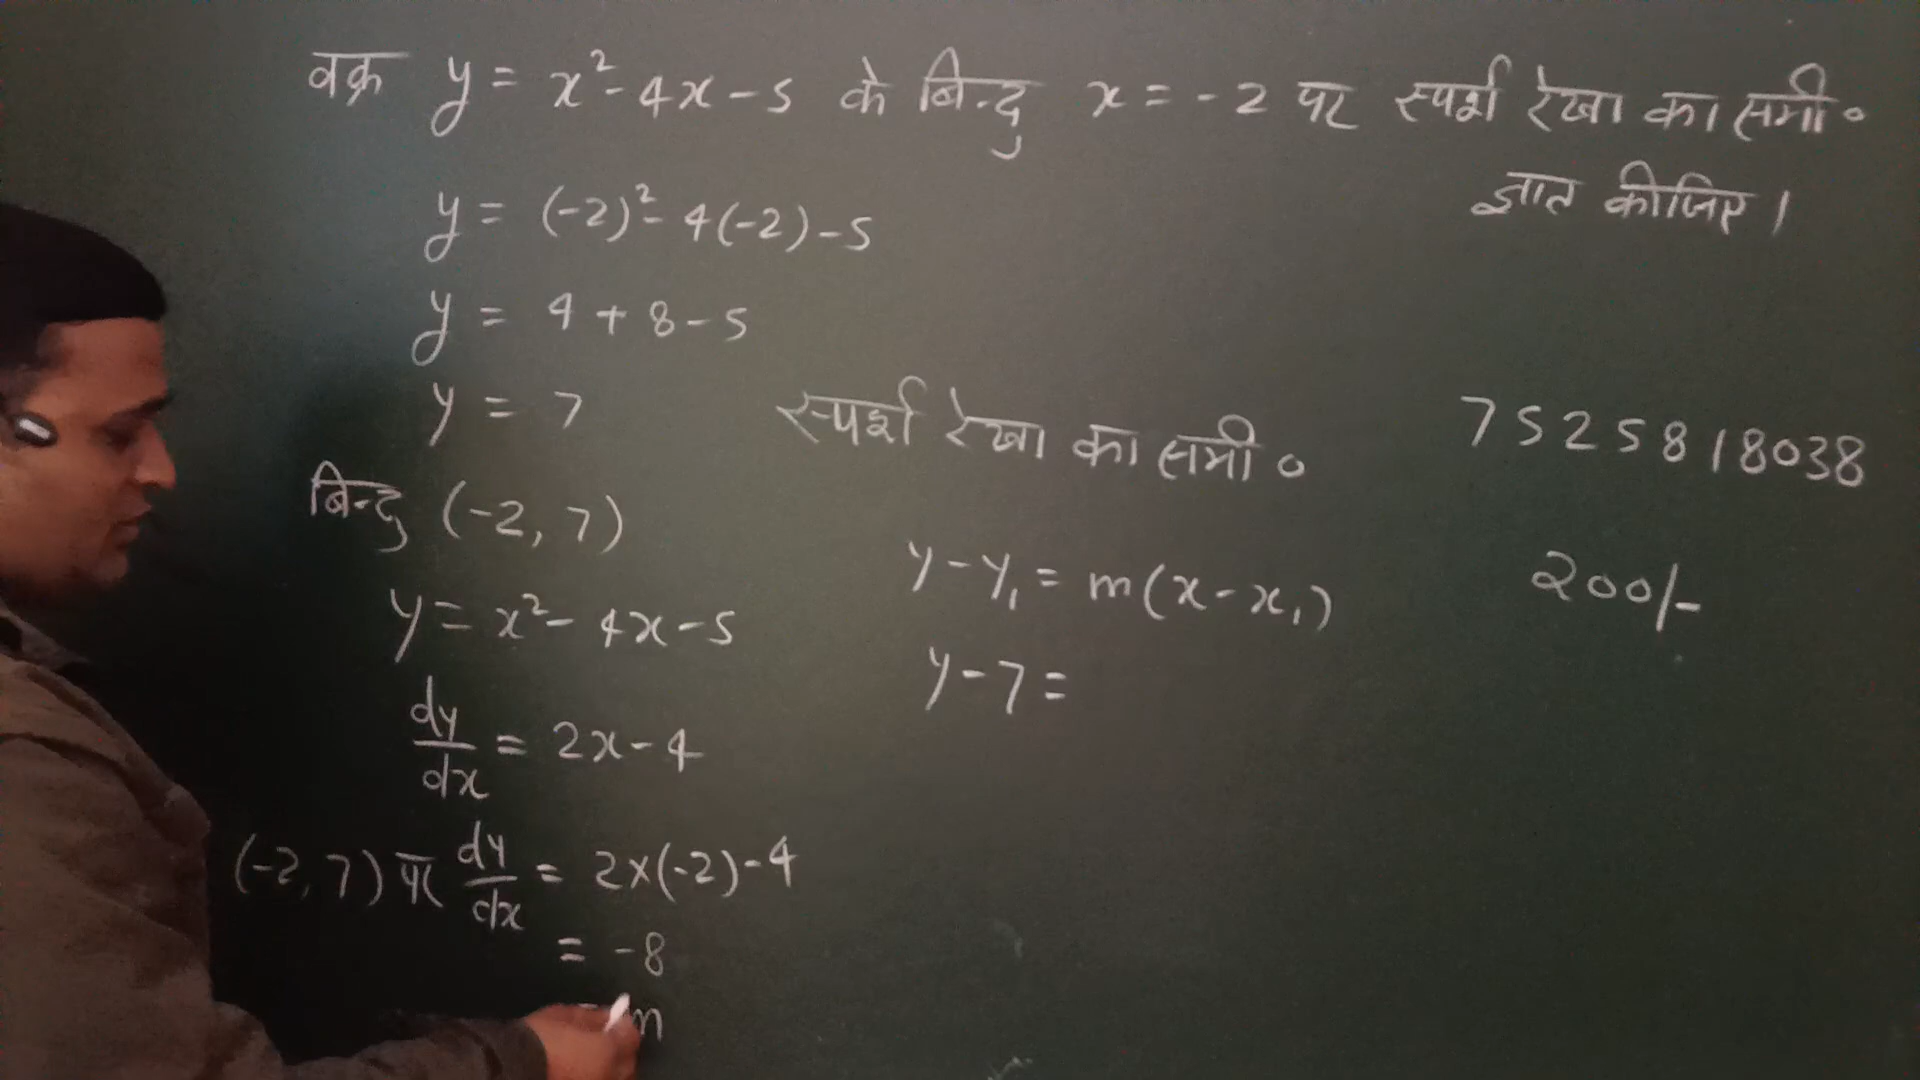 वक्र y = x² - 4x - 5 के बिन्दु x = -2 पर स्पर्श रेखा का समी०
ज्ञात कीजिए।
y = (-2)² - 4(-2) - 5
y = 4 + 8 - 5
y = 7
बिन्दु (-2, 7)
y = x² - 4x - 5
dy/dx = 2x - 4
(-2, 7) पर dy/dx = 2×(-2) - 4
= -8
= m
स्पर्श रेखा का समी०
y - y₁ = m(x - x₁)
y - 7 =
7525818038
200/-